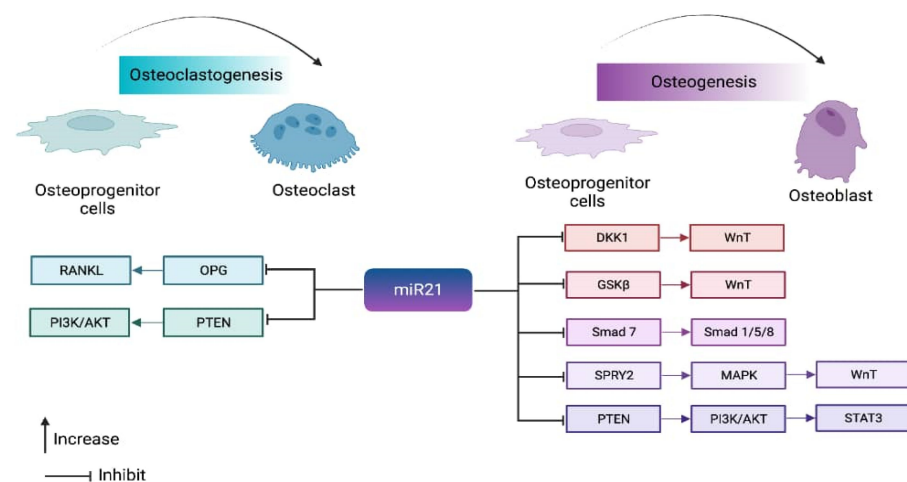 Osteoclastogenesis
Osteogenesis
Osteoprogenitor
cells
Osteoclast
Osteoprogenitor
cells
Osteoblast
RANKL
OPG
PI3K/AKT
PTEN
miR21
DKK1
WnT
GSKβ
WnT
Smad 7
Smad 1/5/8
SPRY2
MAPK
WnT
PTEN
PI3K/AKT
STAT3
Increase
Inhibit